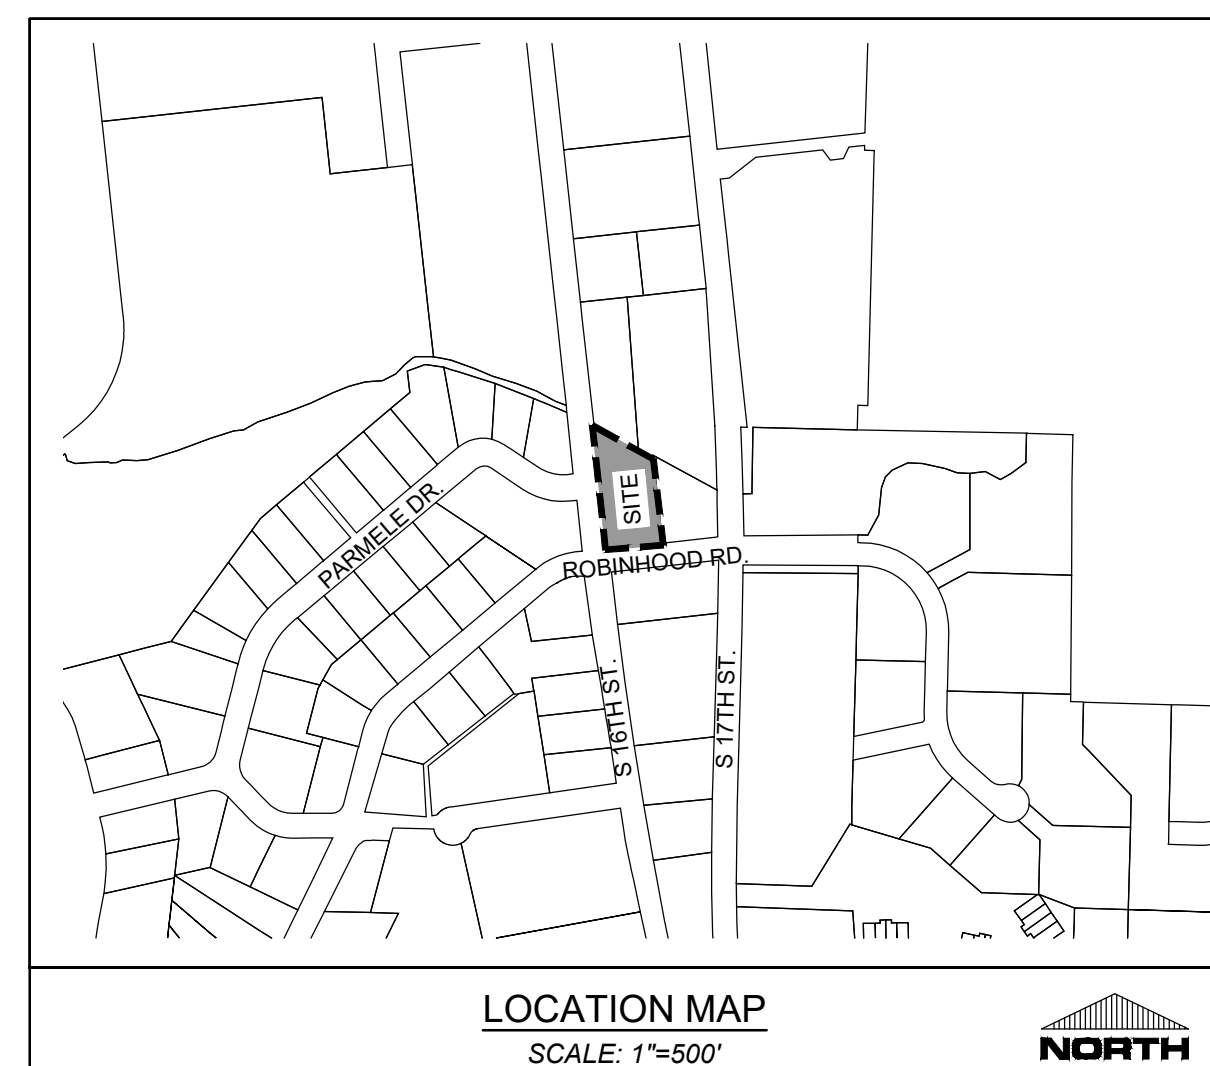 SITE
PARMELE DR.
ROBINHOOD RD.
S 16TH ST.
S 17TH ST.
LOCATION MAP
SCALE: 1"=500'
NORTH